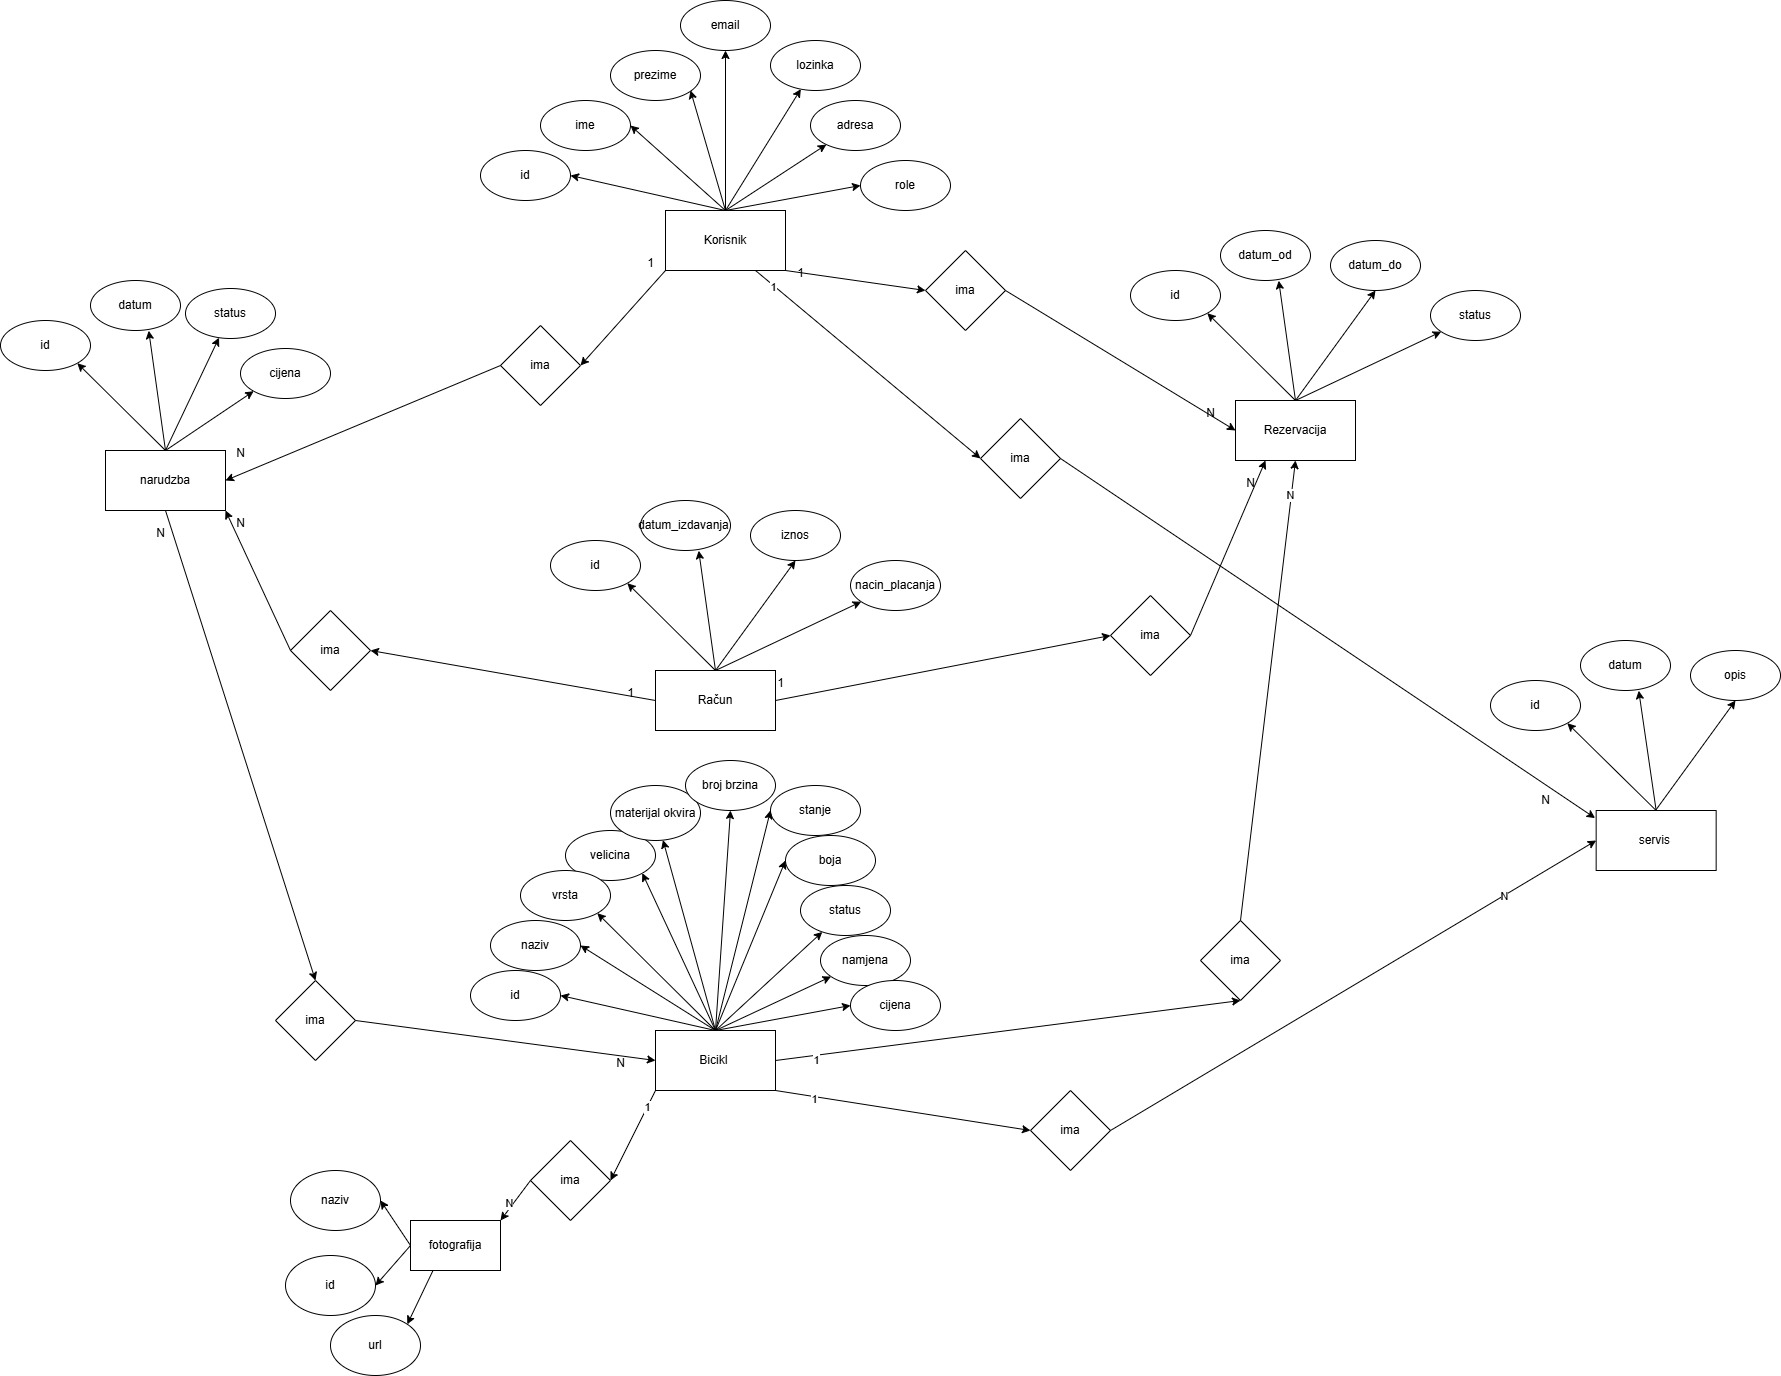 email
lozinka
prezime
ime
adresa
id
role
Korisnik
1
1
1
ima
datum_od
datum_do
id
status
N
Rezervacija
datum
status
id
cijena
ima
N
narudzba
N
N
ima
N
N
datum_izdavanja
iznos
id
nacin_placanja
ima
ima
1
1
Račun
datum
opis
id
N
servis
N
broj brzina
materijal okvira
stanje
velicina
boja
vrsta
status
naziv
namjena
id
cijena
ima
ima
N
Bicikl
1
1
1
ima
ima
N
naziv
fotografija
id
url